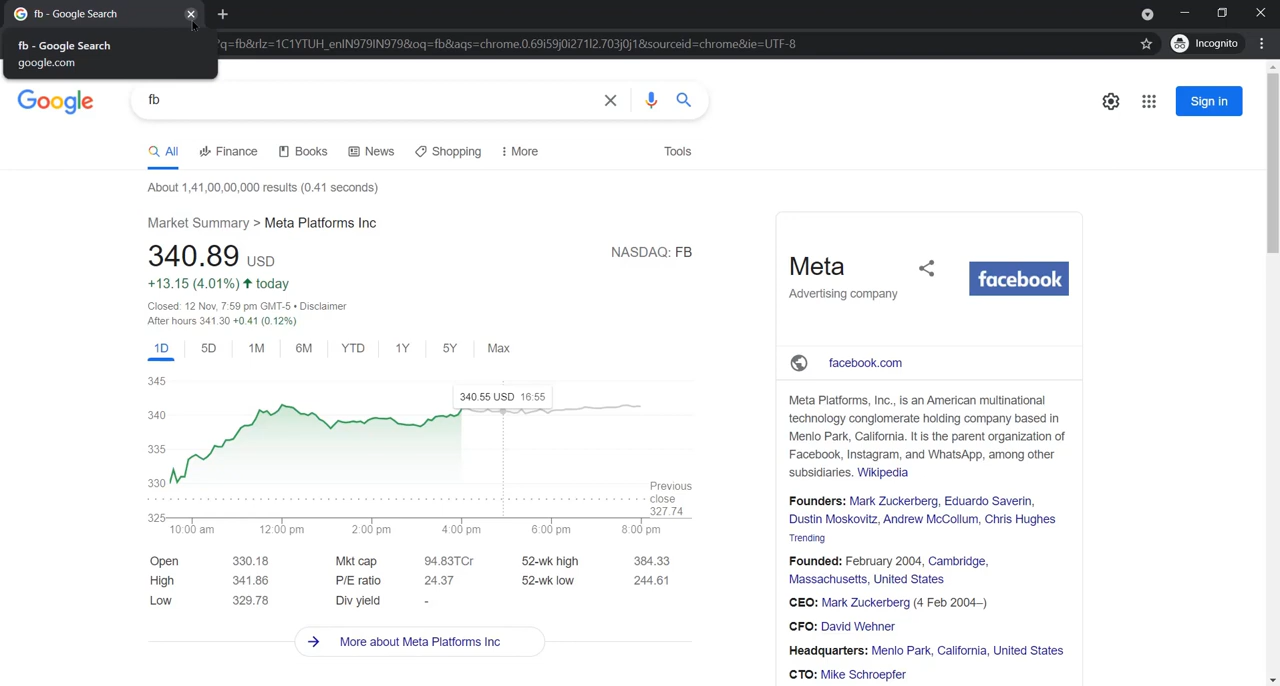 fb - Google Search
fb - Google Search
google.com
?q=fb&rlz=1C1YTUH_enIN979IN979&oq=fb&aqs=chrome.0.69i59j0i271l2.703j0j1&sourceid=chrome&ie=UTF-8
Incognito
Google
fb
Sign in
All Finance Books News Shopping More Tools
About 1,41,00,00,000 results (0.41 seconds)
Market Summary > Meta Platforms Inc
340.89 USD
NASDAQ: FB
+13.15 (4.01%) today
Closed: 12 Nov, 7:59 pm GMT-5 • Disclaimer
After hours 341.30 +0.41 (0.12%)
1D 5D 1M 6M YTD 1Y 5Y Max
345
340
335
330
325
340.55 USD 16:55
Previous
close
327.74
10:00 am 12:00 pm 2:00 pm 4:00 pm 6:00 pm 8:00 pm
Open 330.18 Mkt cap 94.83TCr 52-wk high 384.33
High 341.86 P/E ratio 24.37 52-wk low 244.61
Low 329.78 Div yield -
More about Meta Platforms Inc
Meta
Advertising company
facebook
facebook.com
Meta Platforms, Inc., is an American multinational
technology conglomerate holding company based in
Menlo Park, California. It is the parent organization of
Facebook, Instagram, and WhatsApp, among other
subsidiaries. Wikipedia
Founders: Mark Zuckerberg, Eduardo Saverin,
Dustin Moskovitz, Andrew McCollum, Chris Hughes
Trending
Founded: February 2004, Cambridge,
Massachusetts, United States
CEO: Mark Zuckerberg (4 Feb 2004–)
CFO: David Wehner
Headquarters: Menlo Park, California, United States
CTO: Mike Schroepfer